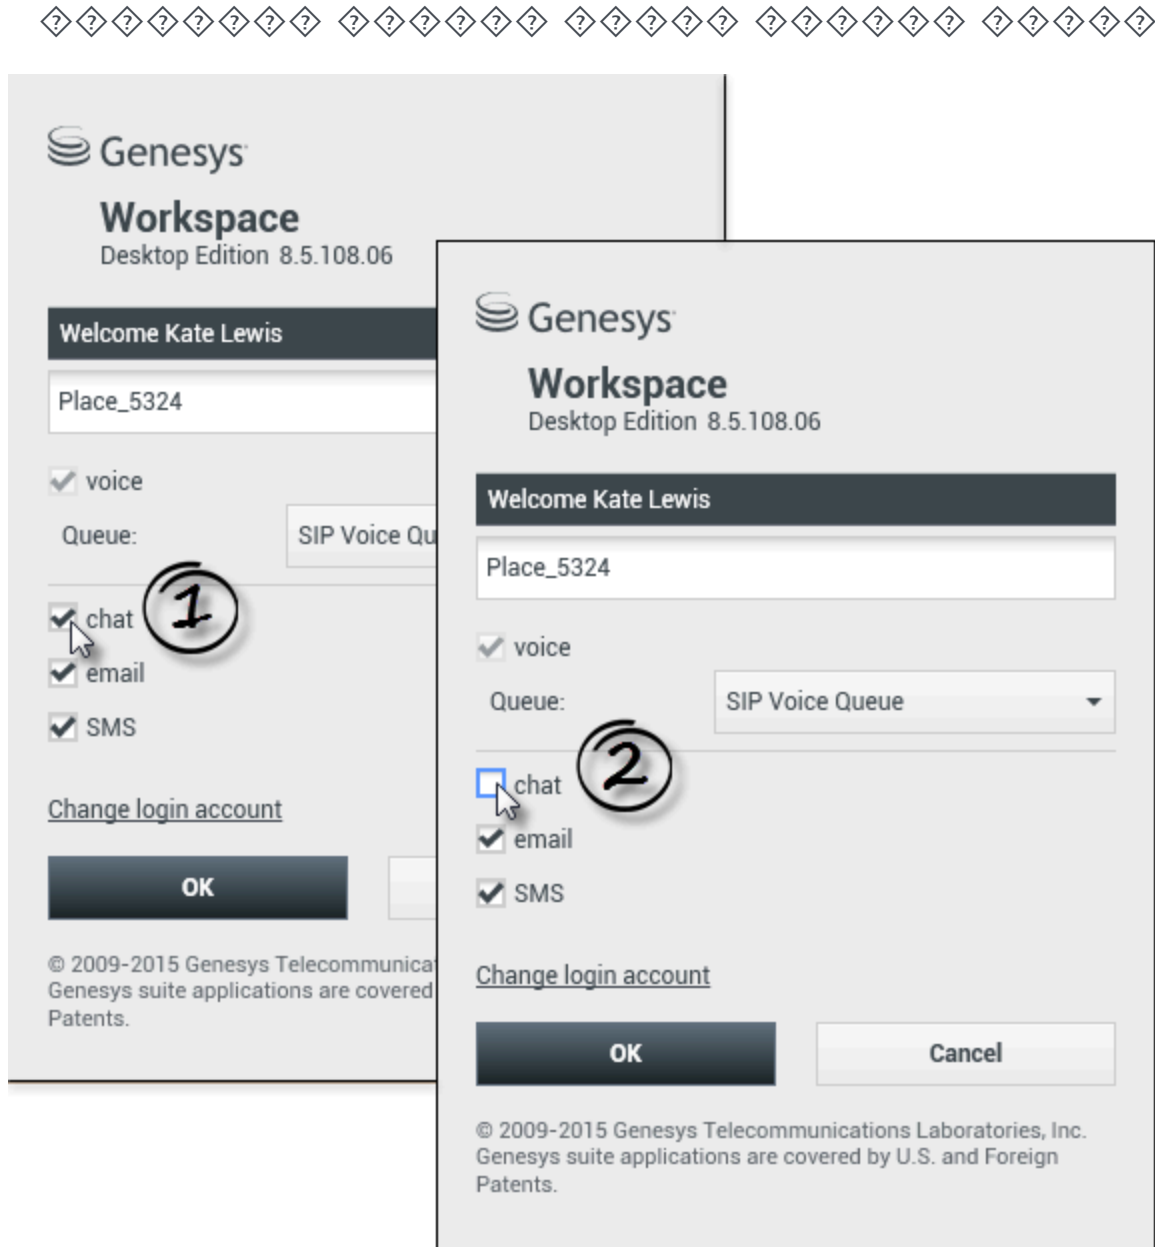 Genesys
Workspace
Desktop Edition 8.5.108.06
Welcome Kate Lewis
Place_5324
voice
Queue:
SIP Voice Qu
1
chat
email
SMS
Change login account
OK
© 2009-2015 Genesys Telecommunica
Genesys suite applications are covered
Patents.
Genesys
Workspace
Desktop Edition 8.5.108.06
Welcome Kate Lewis
Place_5324
voice
Queue: SIP Voice Queue
2
chat
email
SMS
Change login account
OK Cancel
© 2009-2015 Genesys Telecommunications Laboratories, Inc.
Genesys suite applications are covered by U.S. and Foreign
Patents.